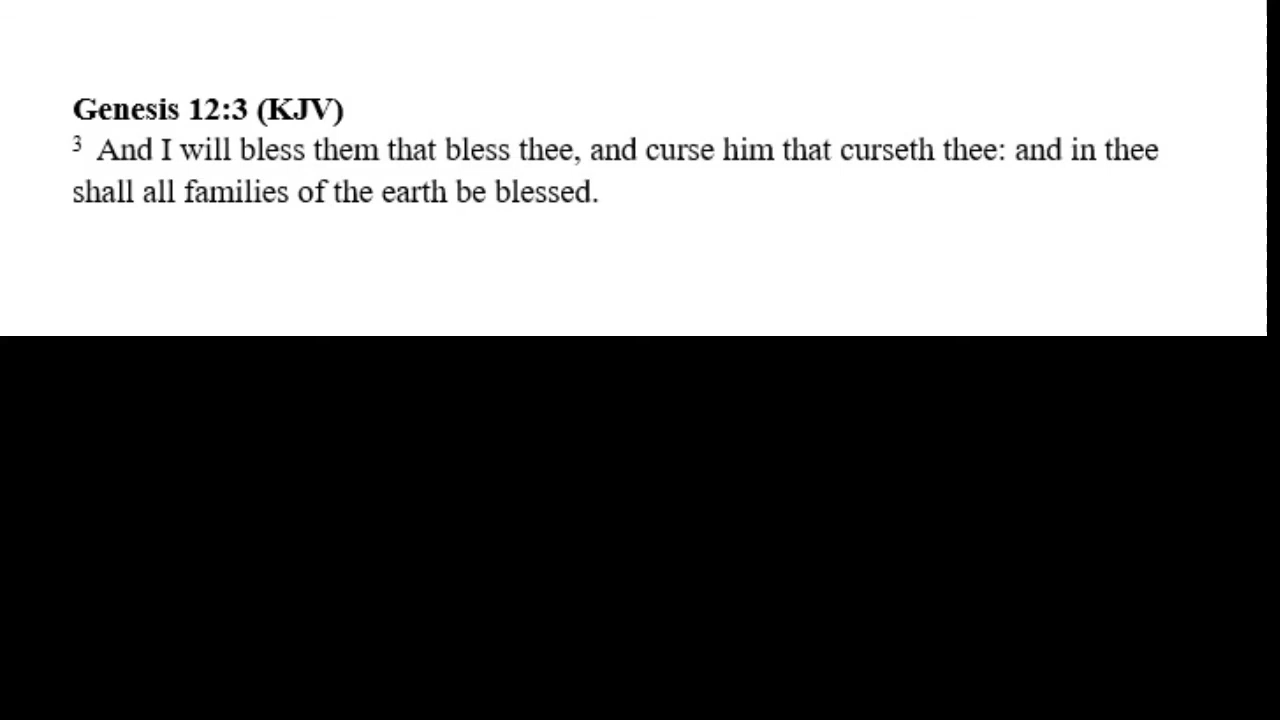 Genesis 12:3 (KJV)
3 And I will bless them that bless thee, and curse him that curseth thee: and in thee
shall all families of the earth be blessed.